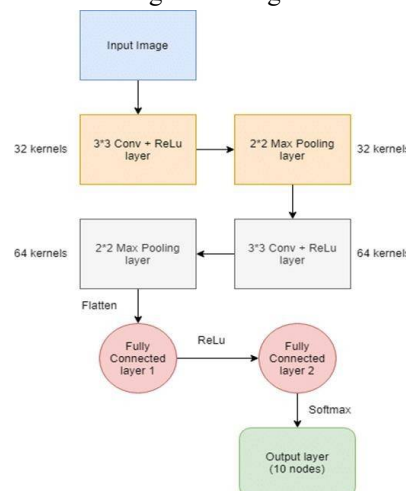 Input Image
32 kernels
3*3 Conv + ReLu
layer
2*2 Max Pooling
layer
32 kernels
64 kernels
2*2 Max Pooling
layer
3*3 Conv + ReLu
layer
64 kernels
Flatten
Fully
Connected
layer 1
ReLu
Fully
Connected
layer 2
Softmax
Output layer
(10 nodes)